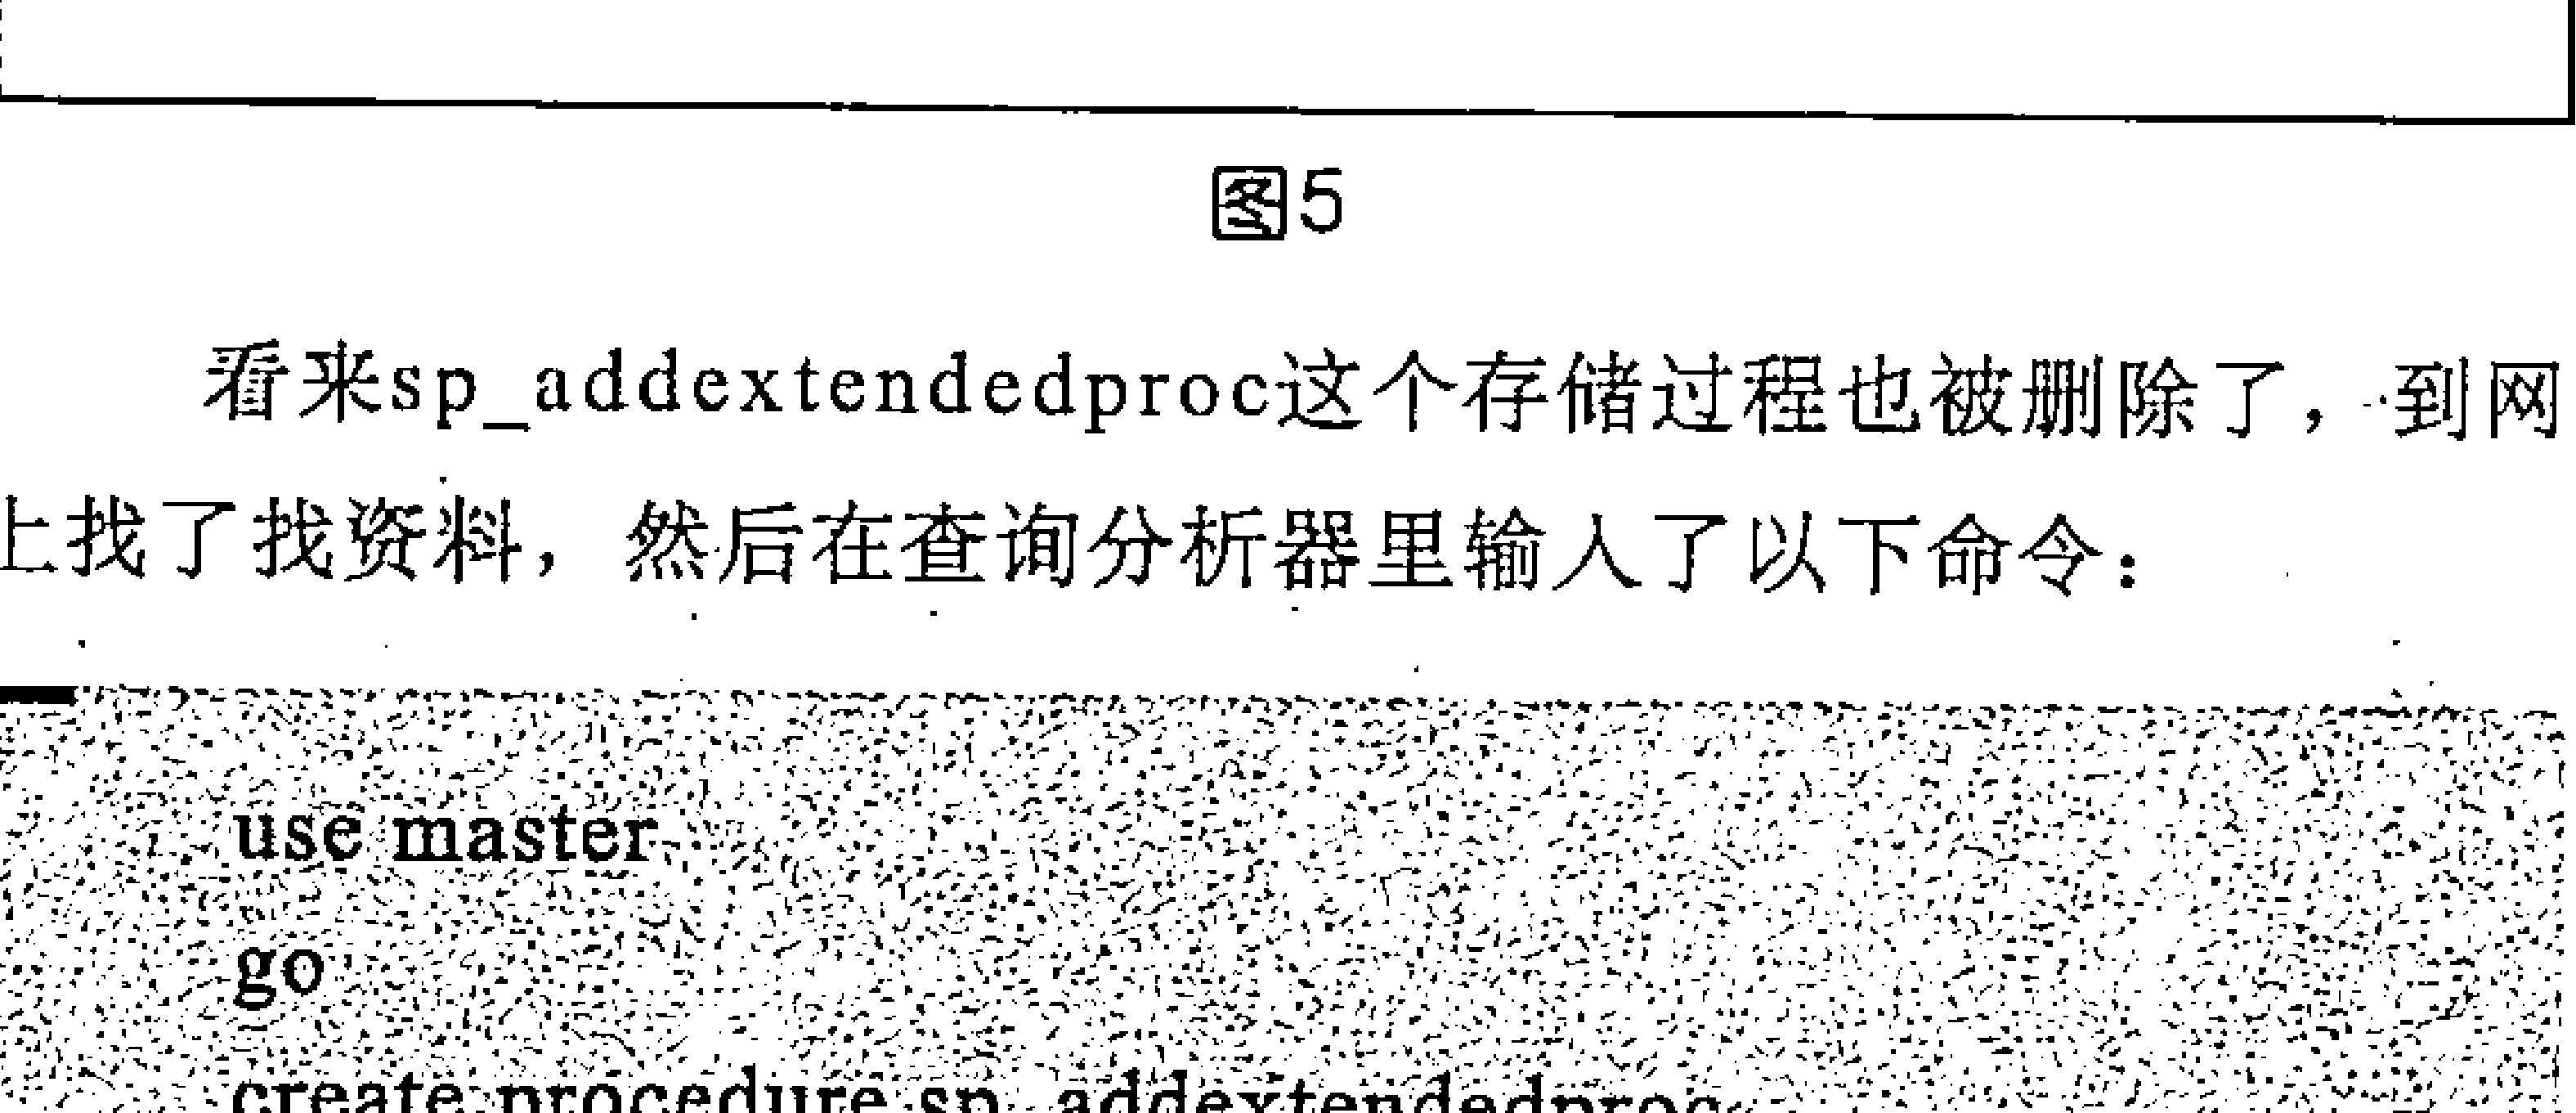 图5
看来sp_addextendedproc这个存储过程也被删除了，到网
上找了找资料，然后在查询分析器里输入了以下命令：
use master
go
create procedure sp_addextendedproc